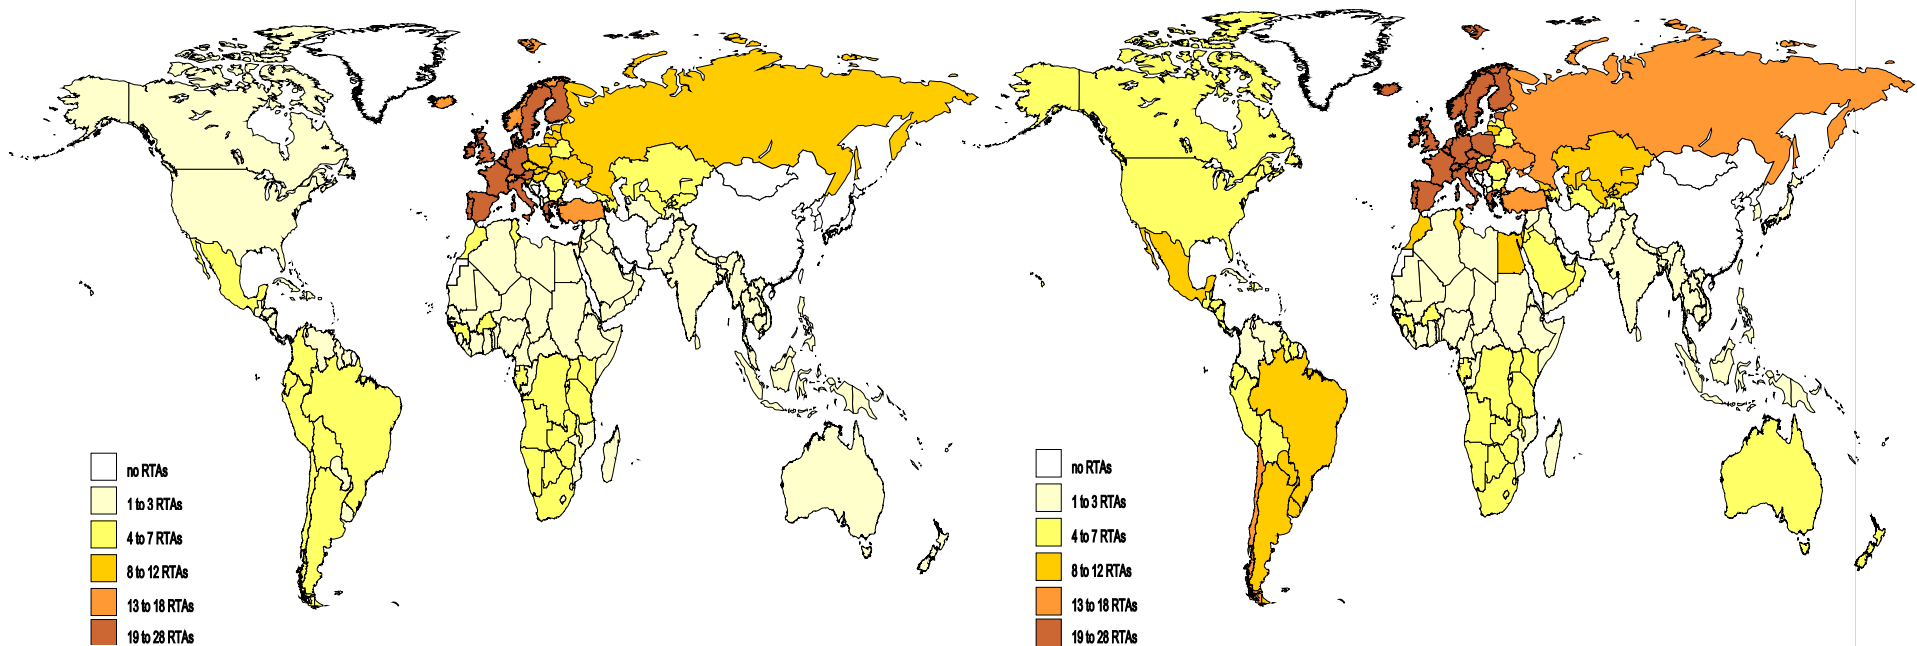 no RTAs
1 to 3 RTAs
4 to 7 RTAs
8 to 12 RTAs
13 to 18 RTAs
19 to 28 RTAs
no RTAs
1 to 3 RTAs
4 to 7 RTAs
8 to 12 RTAs
13 to 18 RTAs
19 to 28 RTAs